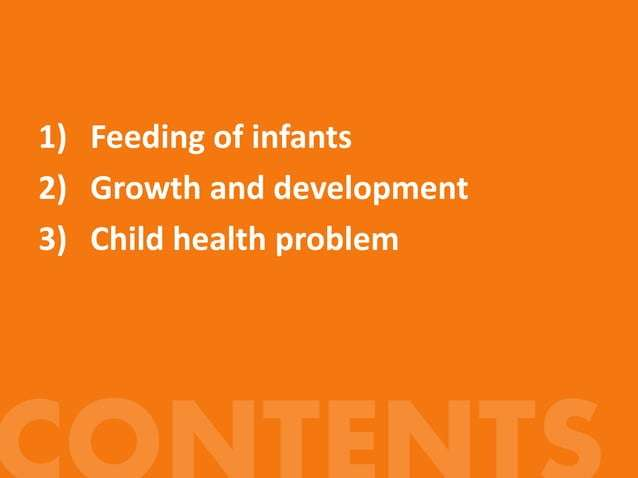 1) Feeding of infants
2) Growth and development
3) Child health problem
CONTENTS